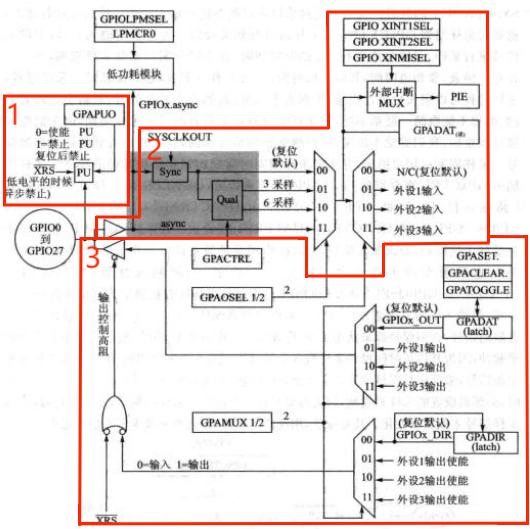 GPIOLPMSEL
LPMCR0
低功耗模块
GPIOx.async
GPIO XINT1SEL
GPIO XINT2SEL
GPIO XNMISEL
外部中断
MUX
PIE
GPADAT
1
GPAPUO
0=使能 PU
1=禁止 PU
复位后禁止
XRS
PU
低电平的时候
异步禁止)
2
SYSCLKOUT
Sync
(复位
默认)
3 采样
6 采样
Qual
async
00
01
10
11
00
01
10
11
N/C(复位默认)
外设1输入
外设2输入
外设3输入
GPIO0
到
GPIO27
3
GPACTRL
GPASET.
GPACLEAR.
GPATOGGLE
GPAOSEL 1/2
2
(复位默认)
GPIOx_OUT
GPADAT
(latch)
00
01
10
11
外设1输出
外设2输出
外设3输出
输出控制高阻
GPAMUX 1/2
2
(复位默认)
GPIOx_DIR
GPADIR
(latch)
0=输入 1=输出
00
01
10
11
外设1输出使能
外设2输出使能
外设3输出使能
XRS